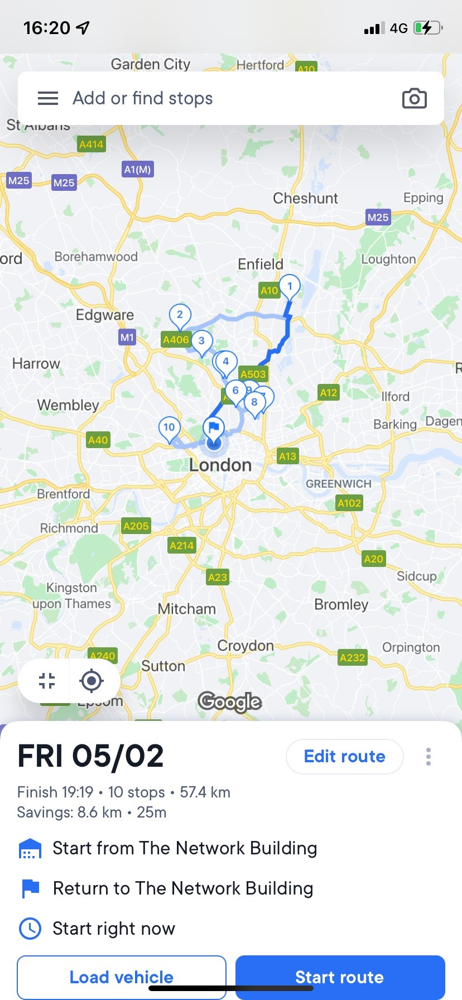 16:20
4G
Garden City
Hertford
A10
Add or find stops
St Albans
A414
A1(M)
M25
M25
Cheshunt
Epping
M25
ord
Borehamwood
Loughton
Enfield
A10
1
Edgware
2
M1
A406
3
Harrow
4
A503
R
6
9
7
8
A12
Ilford
Wembley
Barking
Dagen
10
A40
A13
London
GREENWICH
Brentford
A102
Richmond
A205
A214
A20
A23
Sidcup
Kingston
upon Thames
Mitcham
Bromley
Croydon
Orpington
A240
A232
Sutton
Epsom
Google
FRI 05/02
Edit route
Finish 19:19 • 10 stops • 57.4 km
Savings: 8.6 km • 25m
Start from The Network Building
Return to The Network Building
Start right now
Load vehicle
Start route